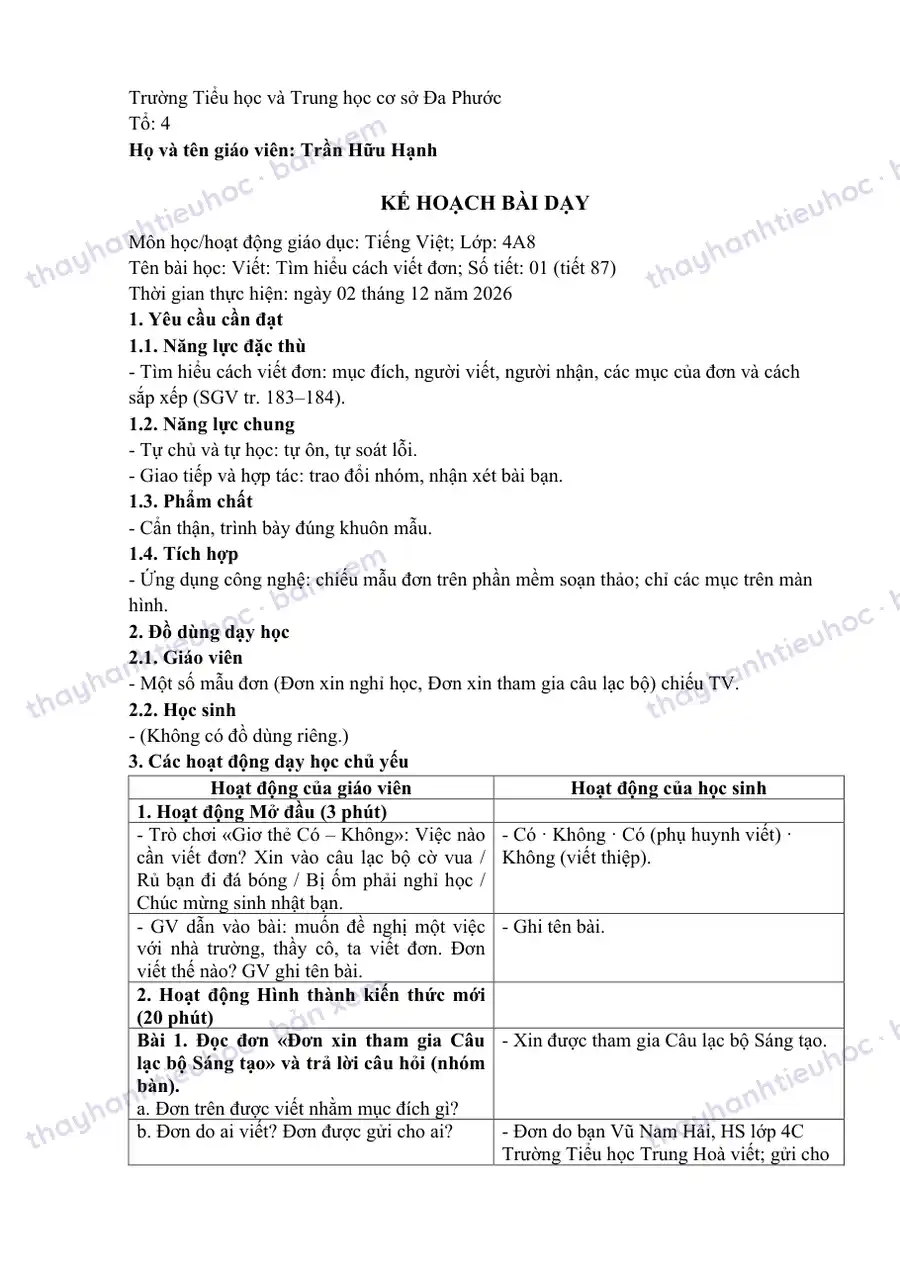 Trường Tiểu học và Trung học cơ sở Đa Phước
Tổ: 4
Họ và tên giáo viên: Trần Hữu Hạnh
KẾ HOẠCH BÀI DẠY
Môn học/hoạt động giáo dục: Tiếng Việt; Lớp: 4A8
Tên bài học: Viết: Tìm hiểu cách viết đơn; Số tiết: 01 (tiết 87)
Thời gian thực hiện: ngày 02 tháng 12 năm 2026
1. Yêu cầu cần đạt
1.1. Năng lực đặc thù
- Tìm hiểu cách viết đơn: mục đích, người viết, người nhận, các mục của đơn và cách
sắp xếp (SGV tr. 183–184).
1.2. Năng lực chung
- Tự chủ và tự học: tự ôn, tự soát lỗi.
- Giao tiếp và hợp tác: trao đổi nhóm, nhận xét bài bạn.
1.3. Phẩm chất
- Cẩn thận, trình bày đúng khuôn mẫu.
1.4. Tích hợp
- Ứng dụng công nghệ: chiếu mẫu đơn trên phần mềm soạn thảo; chỉ các mục trên màn
hình.
2. Đồ dùng dạy học
2.1. Giáo viên
- Một số mẫu đơn (Đơn xin nghỉ học, Đơn xin tham gia câu lạc bộ) chiếu TV.
2.2. Học sinh
- (Không có đồ dùng riêng.)
3. Các hoạt động dạy học chủ yếu
Hoạt động của giáo viên
Hoạt động của học sinh
1. Hoạt động Mở đầu (3 phút)
- Trò chơi «Giơ thẻ Có – Không»: Việc nào
cần viết đơn? Xin vào câu lạc bộ cờ vua /
Rủ bạn đi đá bóng / Bị ốm phải nghỉ học /
Chúc mừng sinh nhật bạn.
- Có · Không · Có (phụ huynh viết) ·
Không (viết thiệp).
- GV dẫn vào bài: muốn đề nghị một việc
với nhà trường, thầy cô, ta viết đơn. Đơn
viết thế nào? GV ghi tên bài.
- Ghi tên bài.
2. Hoạt động Hình thành kiến thức mới
(20 phút)
Bài 1. Đọc đơn «Đơn xin tham gia Câu
lạc bộ Sáng tạo» và trả lời câu hỏi (nhóm
bàn).
a. Đơn trên được viết nhằm mục đích gì?
- Xin được tham gia Câu lạc bộ Sáng tạo.
b. Đơn do ai viết? Đơn được gửi cho ai?
- Đơn do bạn Vũ Nam Hải, HS lớp 4C
Trường Tiểu học Trung Hoà viết; gửi cho
thayhanhtieuhoc · bản xem
thayhanhtieuhoc · b
thayhanhtieuhoc · bản xem
thayhanhtieuhoc · b
thayhanhtieuhoc · bản xem
thayhanhtieuhoc · b